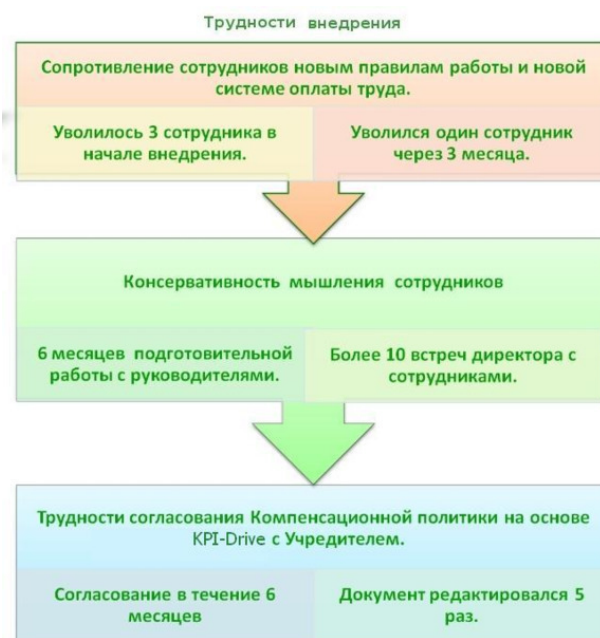 Трудности внедрения
Сопротивление сотрудников новым правилам работы и новой
системе оплаты труда.
Уволилось 3 сотрудника в
начале внедрения.
Уволился один сотрудник
через 3 месяца.
Консервативность мышления сотрудников
6 месяцев подготовительной
работы с руководителями.
Более 10 встреч директора с
сотрудниками.
Трудности согласования Компенсационной политики на основе
KPI-Drive с Учредителем.
Согласование в течение 6
месяцев
Документ редактировался 5
раз.